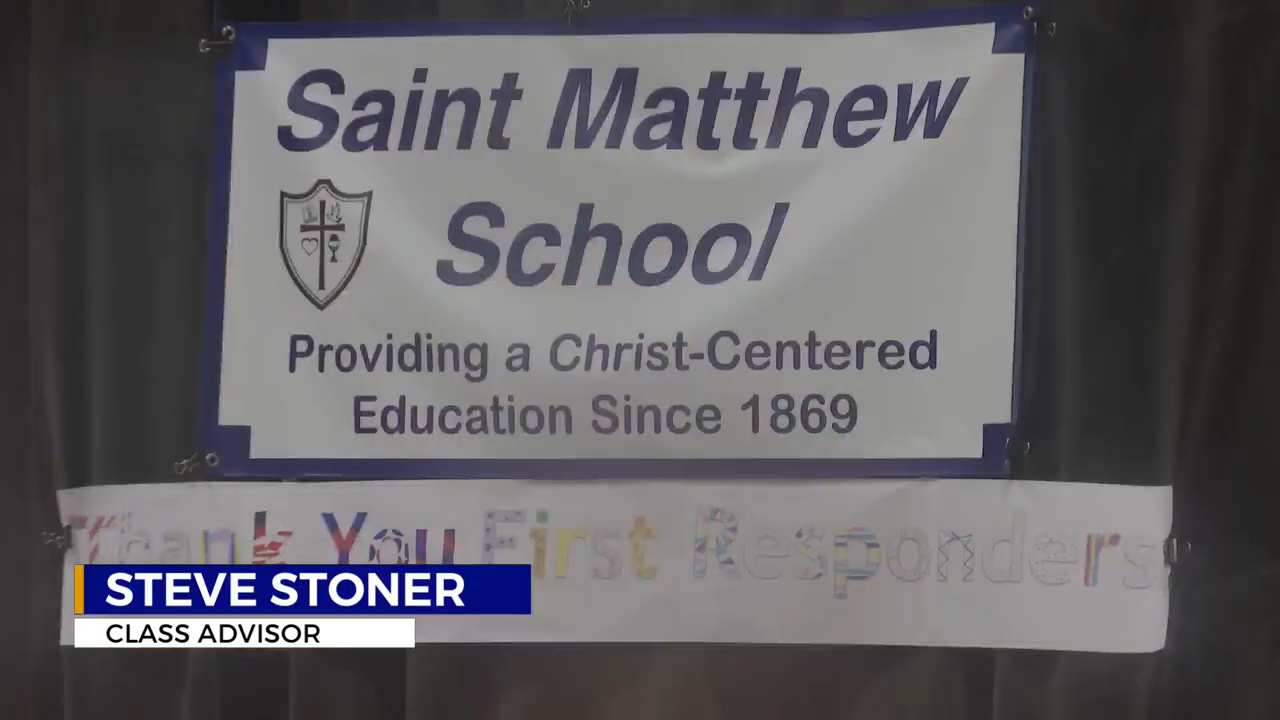 Saint Matthew
School
Providing a Christ-Centered
Education Since 1869
Thank You First Responders
STEVE STONER
CLASS ADVISOR